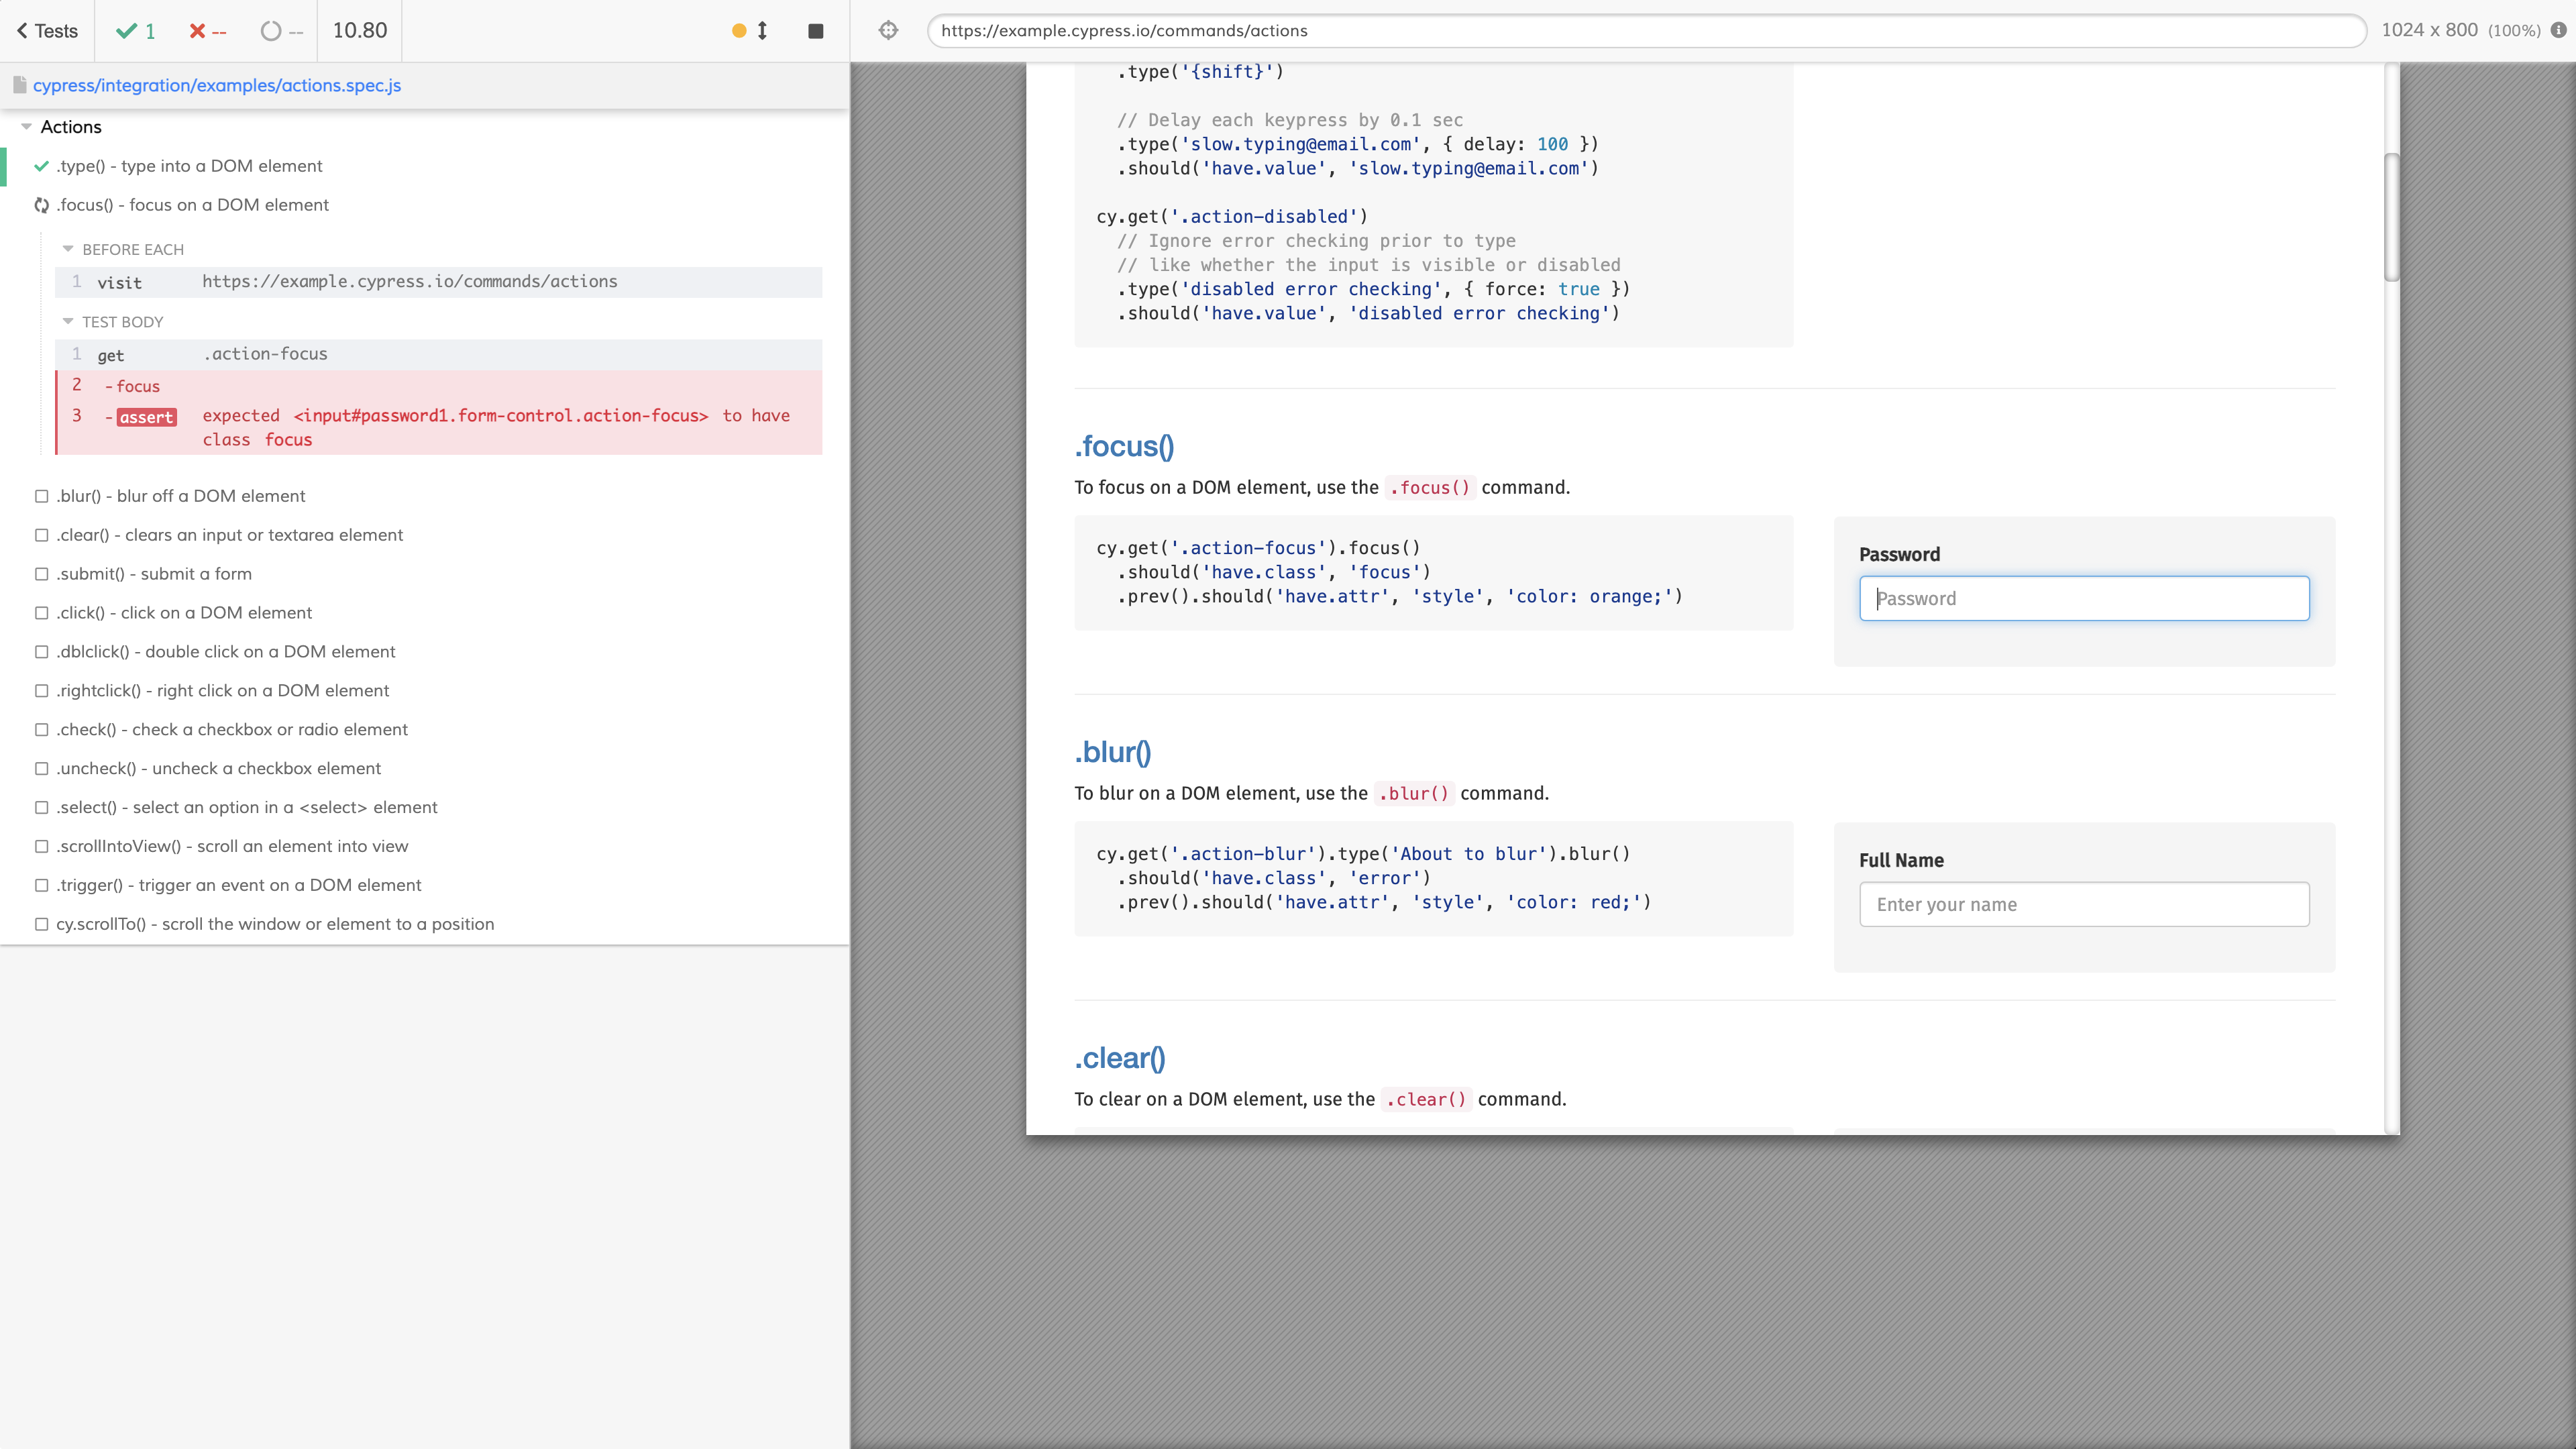 Tests
1
--
--
10.80
https://example.cypress.io/commands/actions
1024 x 800 (100%)
cypress/integration/examples/actions.spec.js
Actions
.type() - type into a DOM element
.focus() - focus on a DOM element
BEFORE EACH
1 visit https://example.cypress.io/commands/actions
TEST BODY
1 get .action-focus
2 - focus
3 - assert expected <input#password1.form-control.action-focus> to have
class focus
.blur() - blur off a DOM element
.clear() - clears an input or textarea element
.submit() - submit a form
.click() - click on a DOM element
.dblclick() - double click on a DOM element
.rightclick() - right click on a DOM element
.check() - check a checkbox or radio element
.uncheck() - uncheck a checkbox element
.select() - select an option in a <select> element
.scrollIntoView() - scroll an element into view
.trigger() - trigger an event on a DOM element
cy.scrollTo() - scroll the window or element to a position
.type('{shift}')
// Delay each keypress by 0.1 sec
.type('slow.typing@email.com', { delay: 100 })
.should('have.value', 'slow.typing@email.com')
cy.get('.action-disabled')
// Ignore error checking prior to type
// like whether the input is visible or disabled
.type('disabled error checking', { force: true })
.should('have.value', 'disabled error checking')
.focus()
To focus on a DOM element, use the .focus() command.
cy.get('.action-focus').focus()
.should('have.class', 'focus')
.prev().should('have.attr', 'style', 'color: orange;')
Password
Password
.blur()
To blur on a DOM element, use the .blur() command.
cy.get('.action-blur').type('About to blur').blur()
.should('have.class', 'error')
.prev().should('have.attr', 'style', 'color: red;')
Full Name
Enter your name
.clear()
To clear on a DOM element, use the .clear() command.